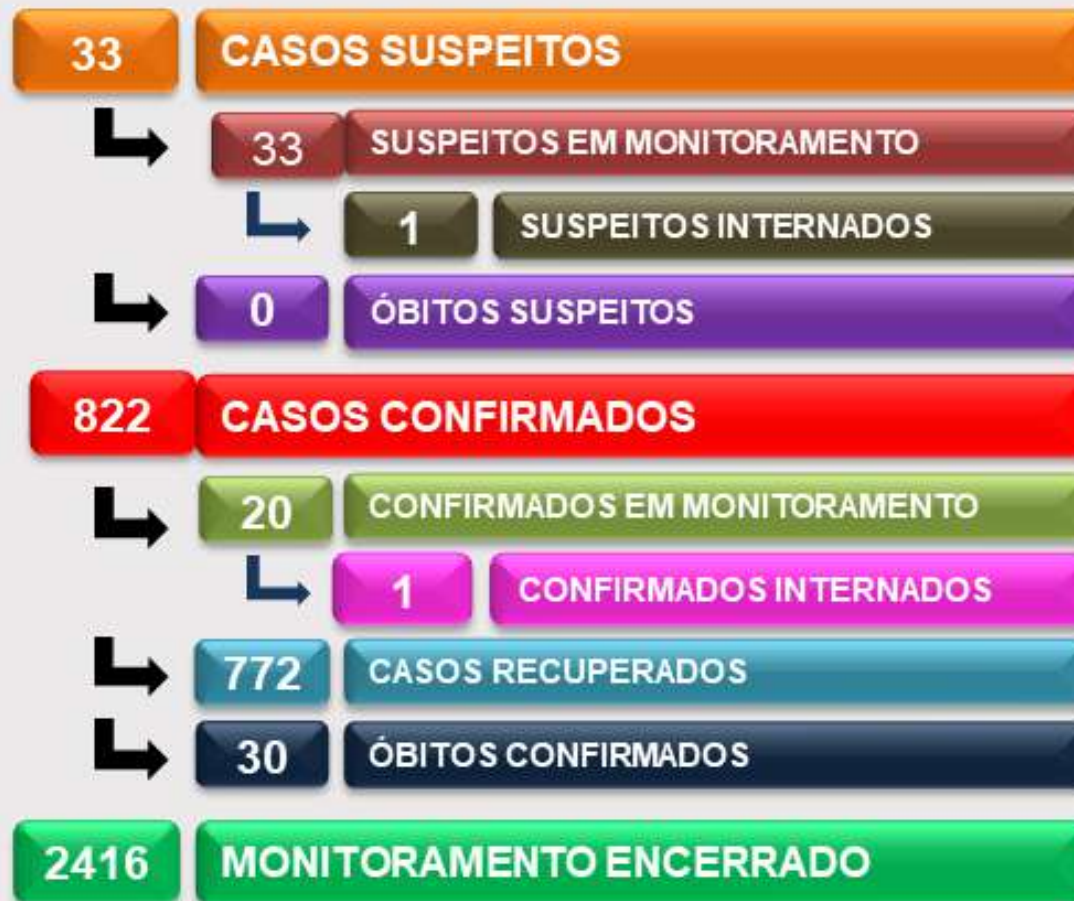 33 CASOS SUSPEITOS
33 SUSPEITOS EM MONITORAMENTO
1 SUSPEITOS INTERNADOS
0 ÓBITOS SUSPEITOS
822 CASOS CONFIRMADOS
20 CONFIRMADOS EM MONITORAMENTO
1 CONFIRMADOS INTERNADOS
772 CASOS RECUPERADOS
30 ÓBITOS CONFIRMADOS
2416 MONITORAMENTO ENCERRADO